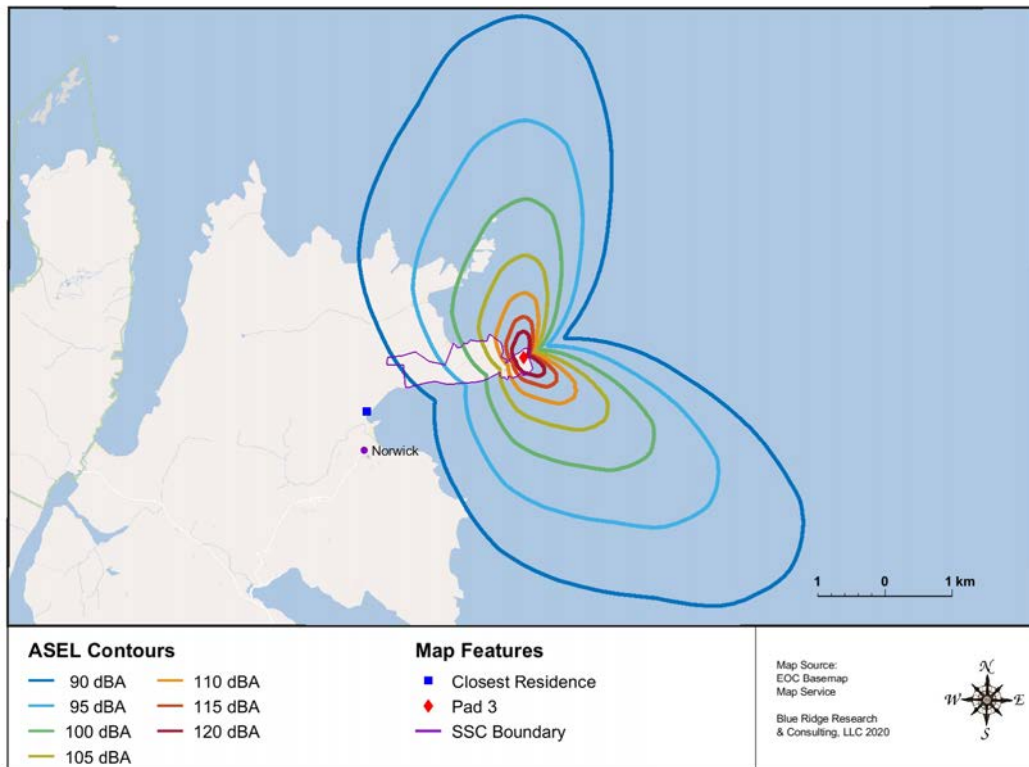 Norwick
1 0 1 km
ASEL Contours
90 dBA
95 dBA
100 dBA
105 dBA
110 dBA
115 dBA
120 dBA
Map Features
Closest Residence
Pad 3
SSC Boundary
Map Source:
EOC Basemap
Map Service
Blue Ridge Research
& Consulting, LLC 2020
N
W
E
S